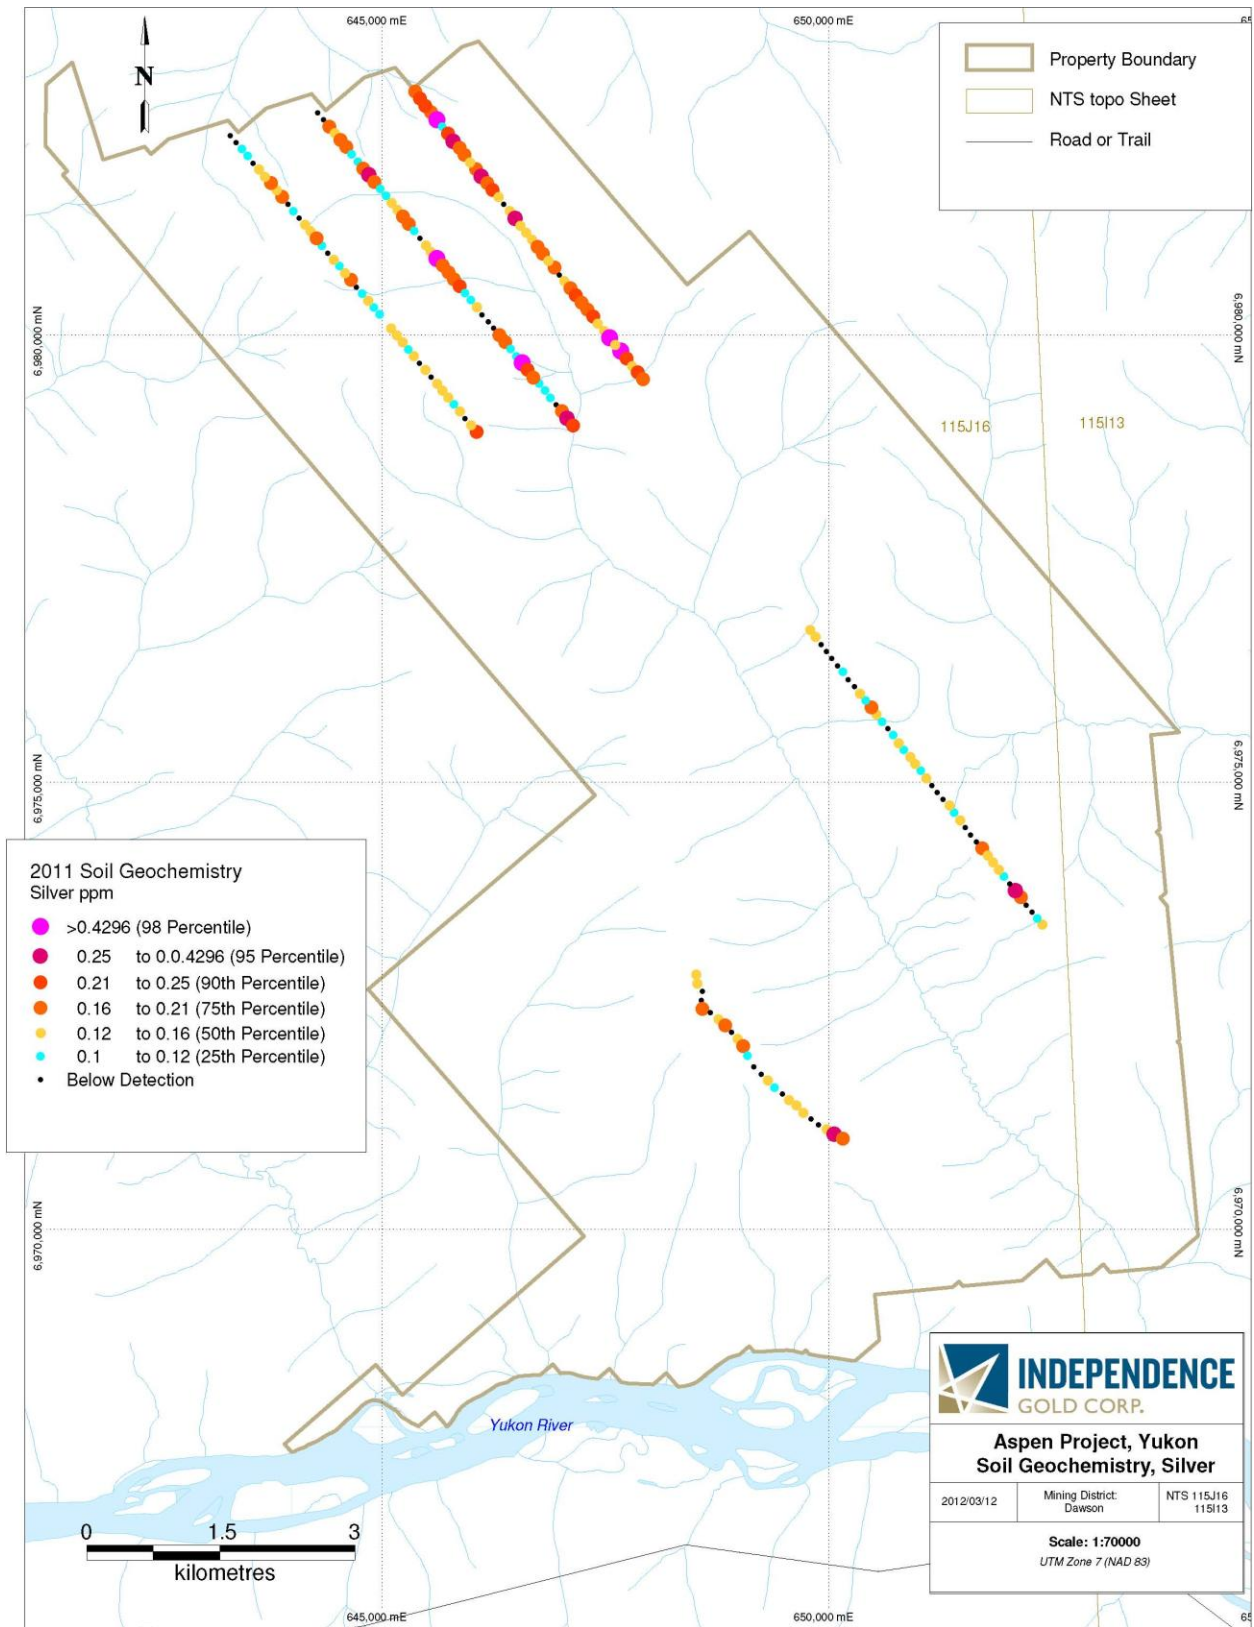 645,000 mE
650,000 mE
65
N
Property Boundary
NTS topo Sheet
Road or Trail
6,980,000 mN
6,980,000 mN
115J16
115I13
6,975,000 mN
6,975,000 mN
2011 Soil Geochemistry
Silver ppm
>0.4296 (98 Percentile)
0.25 to 0.0.4296 (95 Percentile)
0.21 to 0.25 (90th Percentile)
0.16 to 0.21 (75th Percentile)
0.12 to 0.16 (50th Percentile)
0.1 to 0.12 (25th Percentile)
Below Detection
6,970,000 mN
6,970,000 mN
Yukon River
INDEPENDENCE
GOLD CORP.
Aspen Project, Yukon
Soil Geochemistry, Silver
2012/03/12
Mining District:
Dawson
NTS 115J16
115I13
Scale: 1:70000
UTM Zone 7 (NAD 83)
0 1.5 3
kilometres
645,000 mE
650,000 mE
65